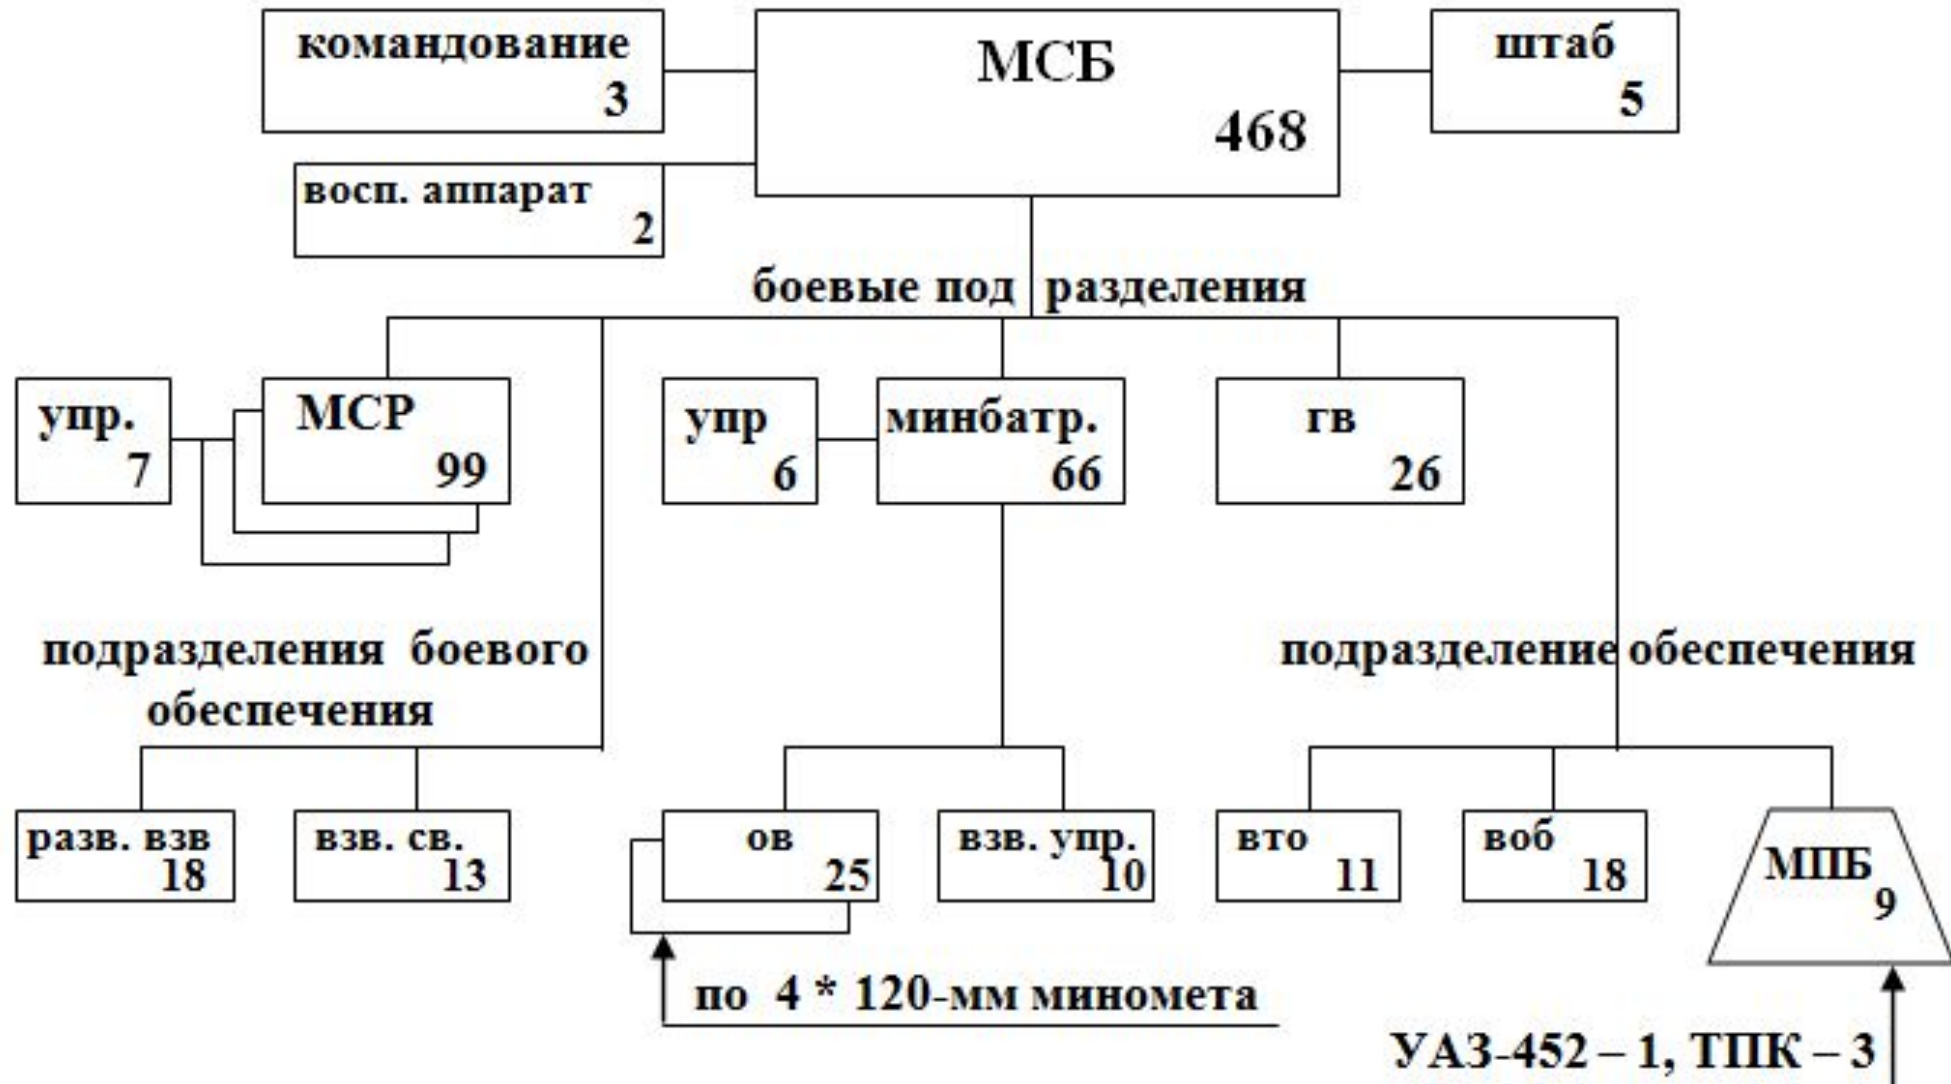 командование
3
МСБ
468
штаб
5
восп. аппарат
2
боевые под разделения
упр.
7
МСР
99
упр
6
минбатр.
66
гв
26
подразделения боевого
обеспечения
подразделение обеспечения
разв. взв
18
взв. св.
13
ов
25
взв. упр.
10
вто
11
воб
18
МПБ
9
по 4 * 120-мм миномета
УАЗ-452 – 1, ТПК – 3